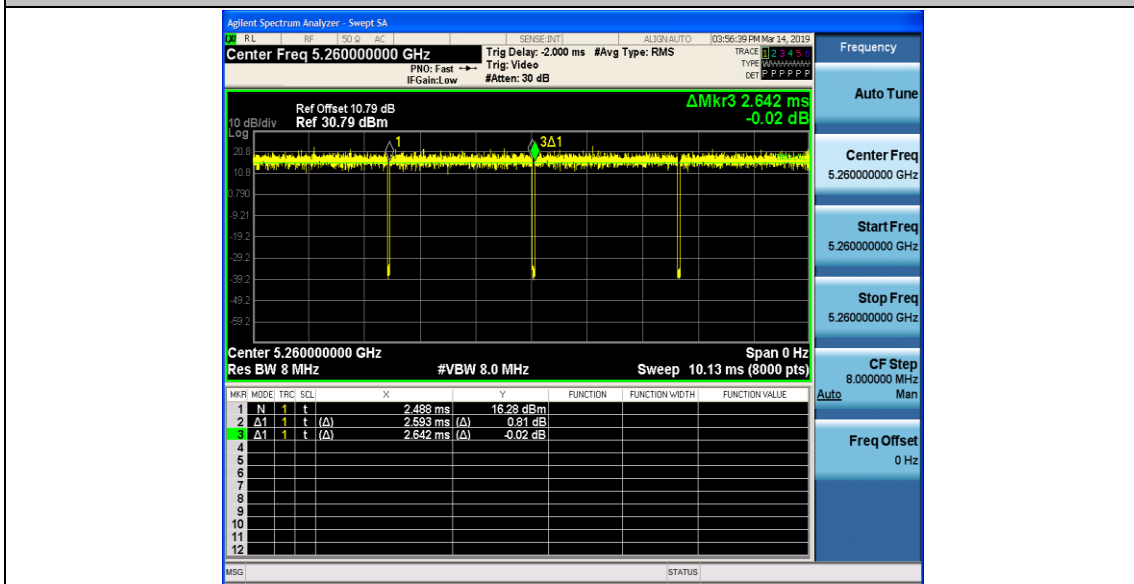 Agilent Spectrum Analyzer - Swept SA
RL RF 50 Ω AC SENSE:INT ALIGN AUTO 03:56:39 PM Mar 14, 2019
Center Freq 5.260000000 GHz
Trig Delay: -2.000 ms #Avg Type: RMS
TRACE 1 2 3 4 5 6
PNO: Fast Trig: Video
TYPE WWWWWW
IFGain:Low #Atten: 30 dB
DET P P P P P P
Frequency
Auto Tune
ΔMkr3 2.642 ms
-0.02 dB
Ref Offset 10.79 dB
10 dB/div Ref 30.79 dBm
Log
1
3Δ1
20.8
10.8
0.790
-9.21
-19.2
-29.2
-39.2
-49.2
-59.2
Center Freq
5.260000000 GHz
Start Freq
5.260000000 GHz
Stop Freq
5.260000000 GHz
Center 5.260000000 GHz Span 0 Hz
Res BW 8 MHz #VBW 8.0 MHz Sweep 10.13 ms (8000 pts)
CF Step
8.000000 MHz
Auto Man
Freq Offset
0 Hz
MKR MODE TRC SCL X Y FUNCTION FUNCTION WIDTH FUNCTION VALUE
1 N 1 t 2.488 ms 16.28 dBm
2 Δ1 1 t (Δ) 2.593 ms (Δ) 0.81 dB
3 Δ1 1 t (Δ) 2.642 ms (Δ) -0.02 dB
4
5
6
7
8
9
10
11
12
MSG STATUS